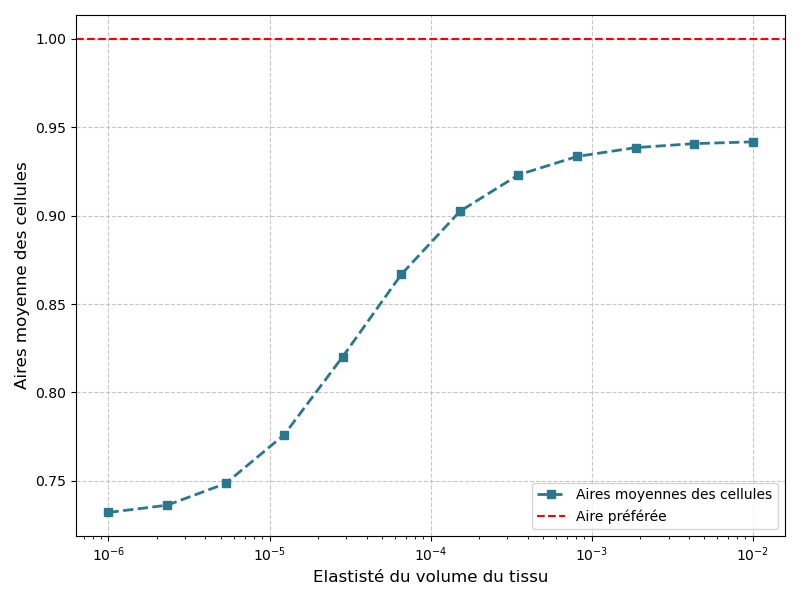 1.00
0.95
0.90
0.85
0.80
0.75
Aires moyenne des cellules
10⁻⁶ 10⁻⁵ 10⁻⁴ 10⁻³ 10⁻²
Elastisté du volume du tissu
Aires moyennes des cellules
Aire préférée